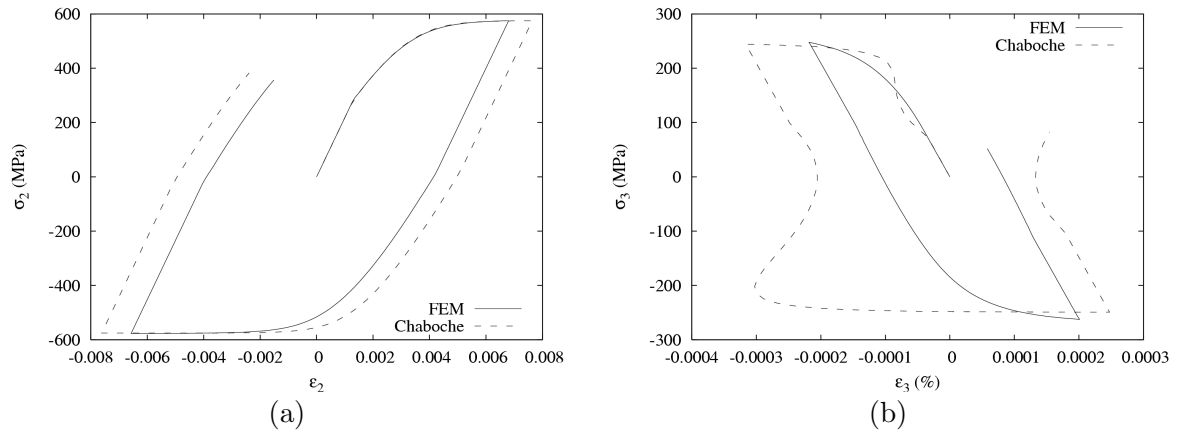 600
400
200
0
-200
-400
-600
-0.008 -0.006 -0.004 -0.002 0 0.002 0.004 0.006 0.008
σ2 (MPa)
ε2
FEM
Chaboche
(a)
300
200
100
0
-100
-200
-300
-0.0004 -0.0003 -0.0002 -0.0001 0 0.0001 0.0002 0.0003
σ3 (MPa)
ε3 (%)
FEM
Chaboche
(b)